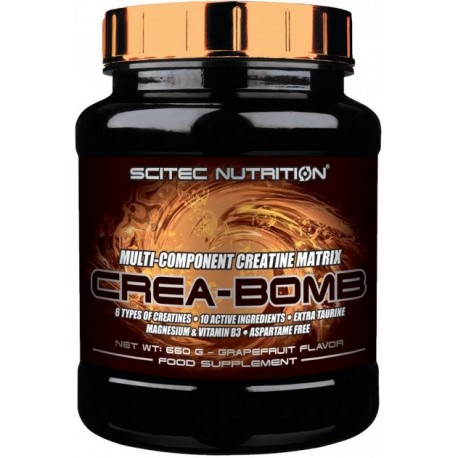 SCITEC NUTRITION®
MULTI-COMPONENT CREATINE MATRIX
CREA-BOMB
6 TYPES OF CREATINES • 10 ACTIVE INGREDIENTS • EXTRA TAURINE
MAGNESIUM & VITAMIN B3 • ASPARTAME FREE
NET WT: 660 G - GRAPEFRUIT FLAVOR
FOOD SUPPLEMENT